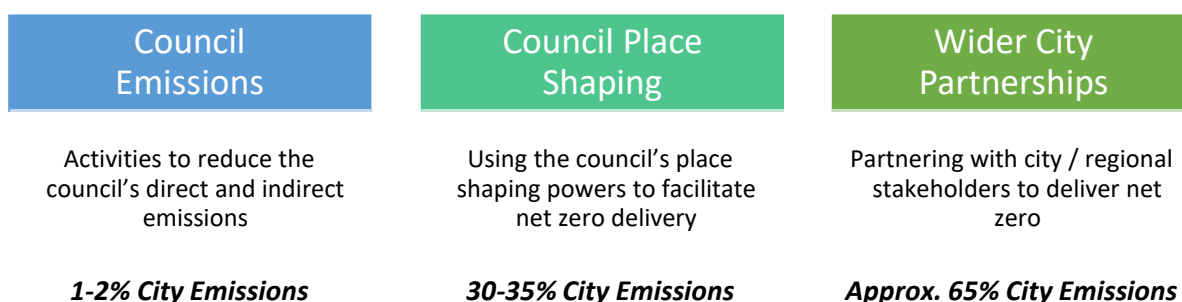 Council
Emissions
Activities to reduce the
council's direct and indirect
emissions
1-2% City Emissions
Council Place
Shaping
Using the council's place
shaping powers to facilitate
net zero delivery
30-35% City Emissions
Wider City
Partnerships
Partnering with city / regional
stakeholders to deliver net
zero
Approx. 65% City Emissions